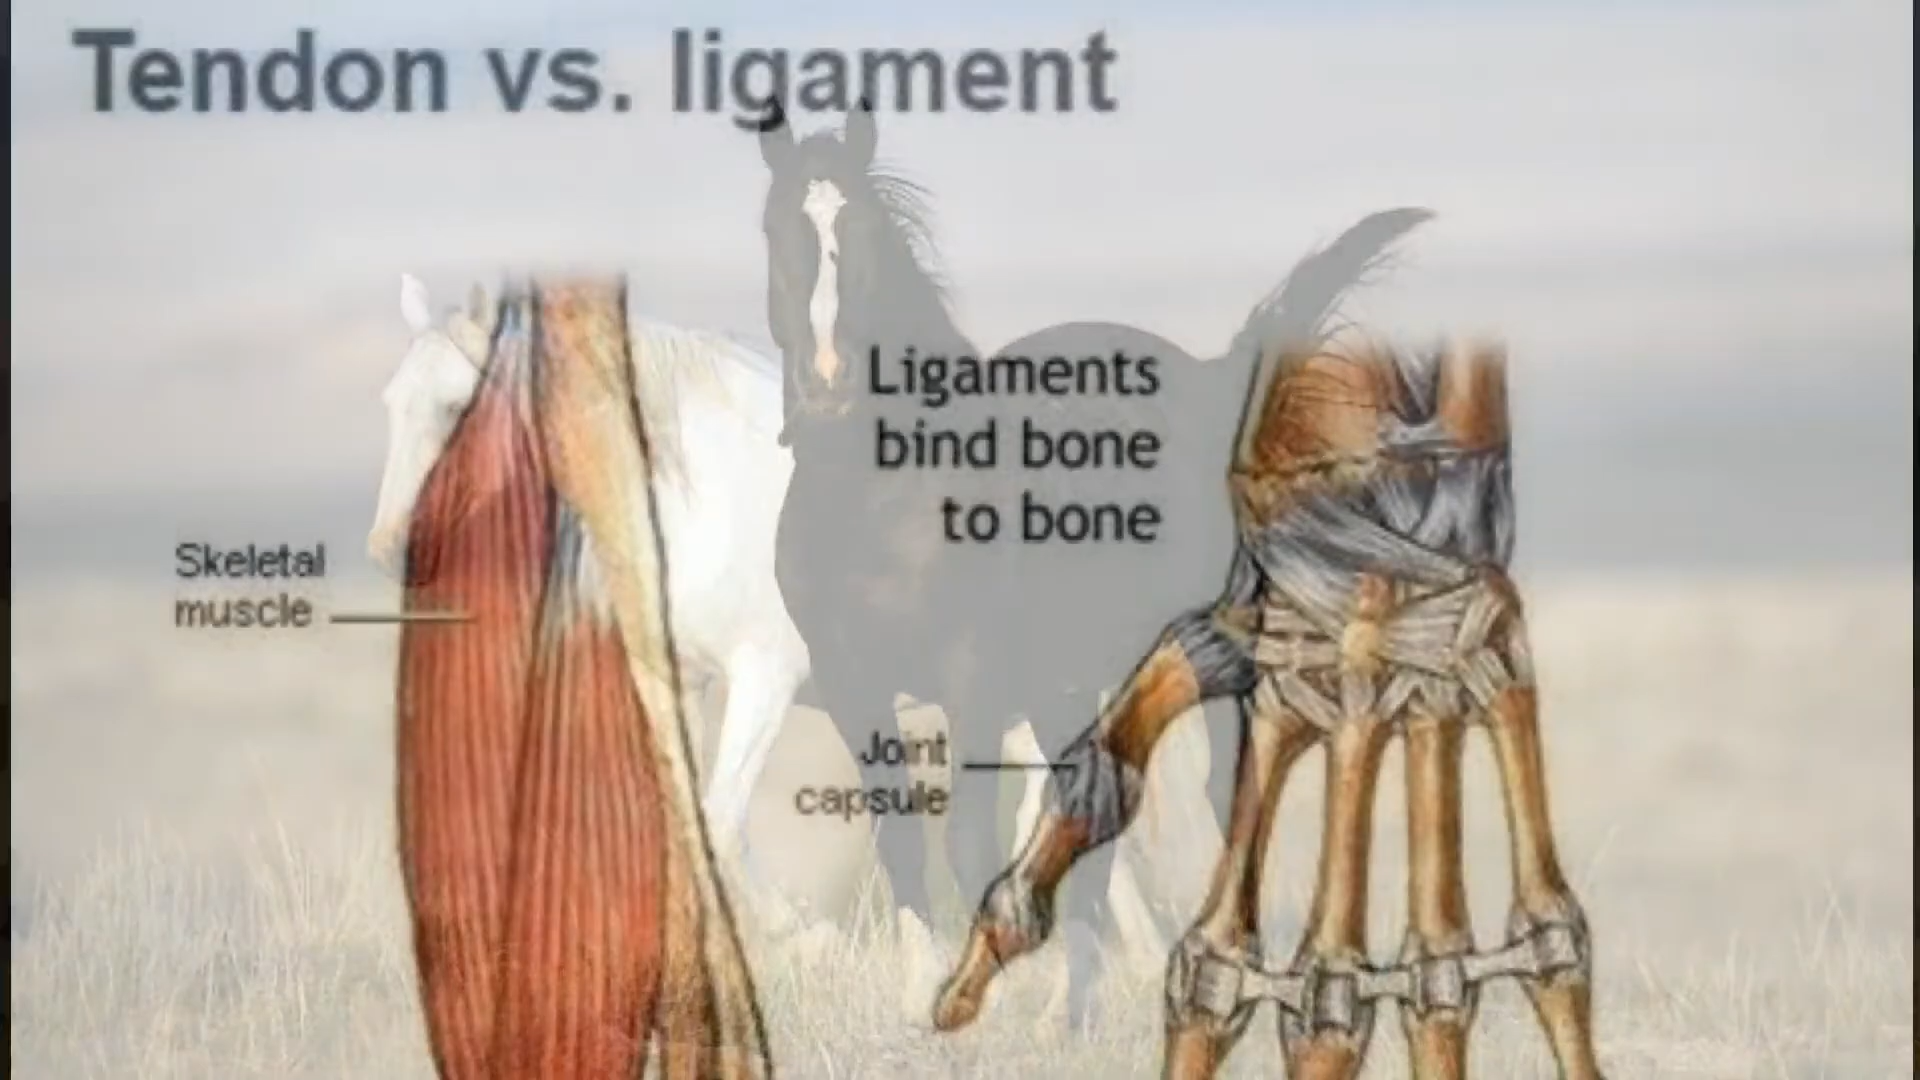 Tendon vs. ligament
Ligaments
bind bone
to bone
Skeletal
muscle
Joint
capsule